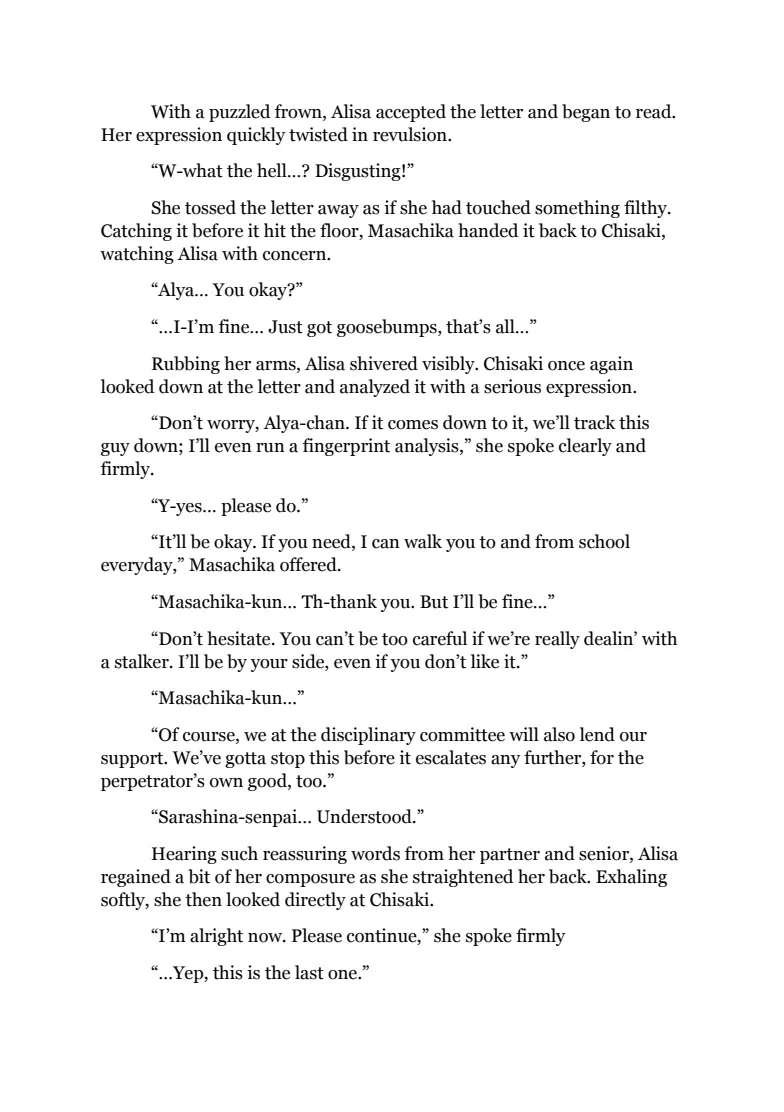 With a puzzled frown, Alisa accepted the letter and began to read.
Her expression quickly twisted in revulsion.
“W-what the hell…? Disgusting!”
She tossed the letter away as if she had touched something filthy.
Catching it before it hit the floor, Masachika handed it back to Chisaki,
watching Alisa with concern.
“Alya… You okay?”
“…I-I’m fine… Just got goosebumps, that’s all…”
Rubbing her arms, Alisa shivered visibly. Chisaki once again
looked down at the letter and analyzed it with a serious expression.
“Don’t worry, Alya-chan. If it comes down to it, we’ll track this
guy down; I’ll even run a fingerprint analysis,” she spoke clearly and
firmly.
“Y-yes… please do.”
“It’ll be okay. If you need, I can walk you to and from school
everyday,” Masachika offered.
“Masachika-kun… Th-thank you. But I’ll be fine…”
“Don’t hesitate. You can’t be too careful if we’re really dealin’ with
a stalker. I’ll be by your side, even if you don’t like it.”
“Masachika-kun…”
“Of course, we at the disciplinary committee will also lend our
support. We’ve gotta stop this before it escalates any further, for the
perpetrator’s own good, too.”
“Sarashina-senpai… Understood.”
Hearing such reassuring words from her partner and senior, Alisa
regained a bit of her composure as she straightened her back. Exhaling
softly, she then looked directly at Chisaki.
“I’m alright now. Please continue,” she spoke firmly
“…Yep, this is the last one.”